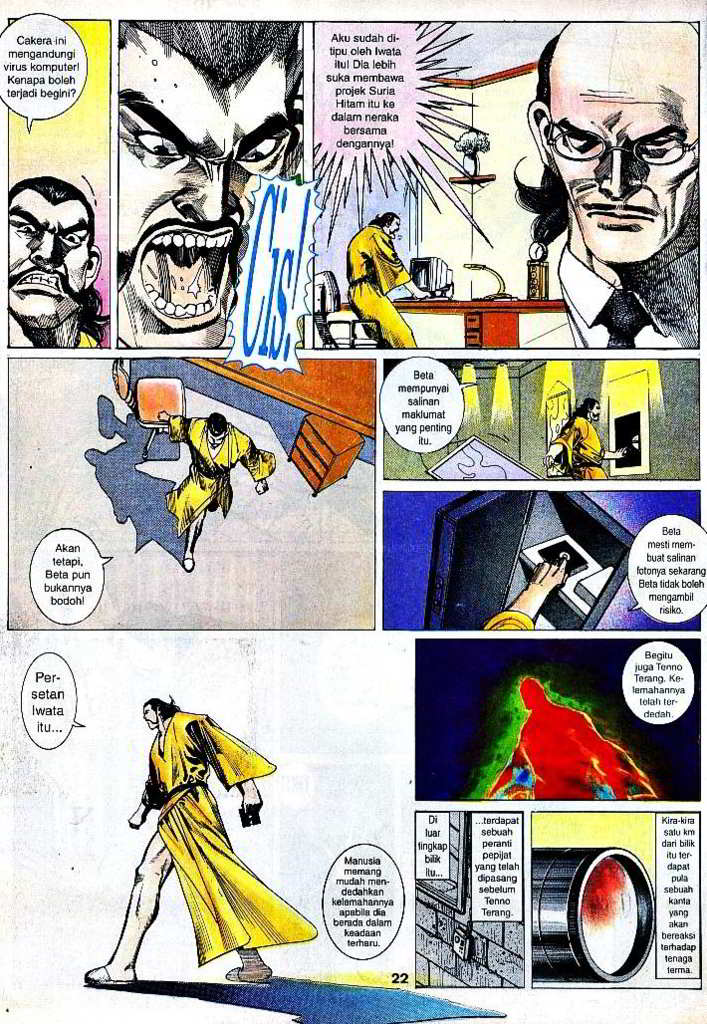 Cakera ini
mengandungi
virus komputer!
Kenapa boleh
terjadi begini?
Cis!
Aku sudah di-
tipu oleh Iwata
itu! Dia lebih
suka membawa
projek Suria
Hitam itu ke
dalam neraka
bersama
dengannya!
Akan
tetapi,
Beta pun
bukannya
bodoh!
Beta
mempunyai
salinan
maklumat
yang penting
itu.
Beta
mesti mem-
buat salinan
fotonya sekarang
Beta tidak boleh
mengambil
risiko.
Per-
setan
Iwata
itu...
Manusia
memang
mudah men-
dedahkan
kelemahannya
apabila dia
berada dalam
keadaan
terharu.
Begitu
juga Tenno
Terang. Ke-
lemahannya
telah ter-
dedah.
Di
luar
tingkap
bilik
itu...
...terdapat
sebuah
peranti
pepijat
yang telah
dipasang
sebelum
Tenno
Terang.
Kira-kira
satu km
dari bilik
itu ter-
dapat
pula
sebuah
kanta
yang
akan
bereaksi
terhadap
tenaga
terma.
22